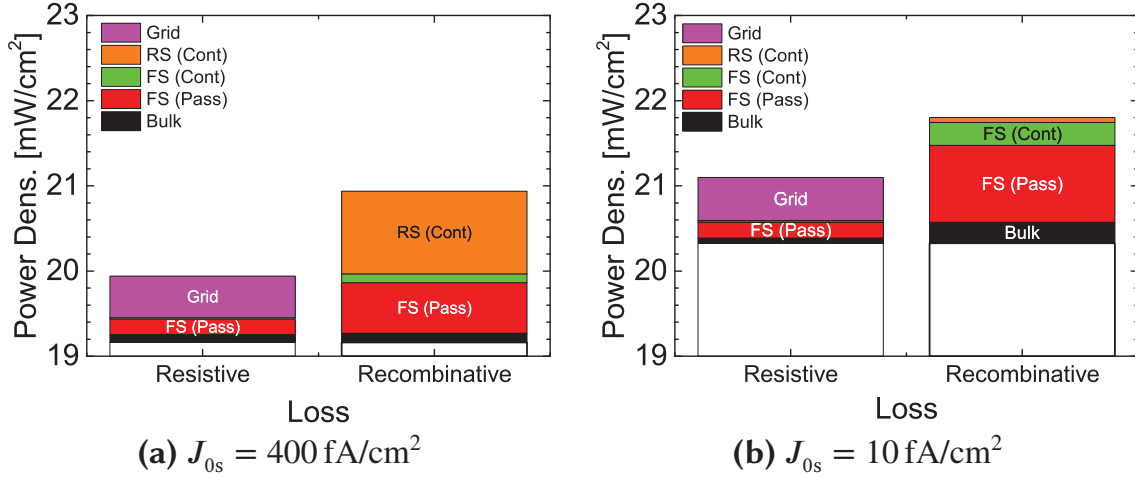 23
22
21
20
19
Power Dens. [mW/cm²]
Grid
RS (Cont)
FS (Cont)
FS (Pass)
Bulk
Grid
FS (Pass)
RS (Cont)
FS (Pass)
Resistive
Recombinative
Loss
(a) J₀ₛ = 400 fA/cm²
23
22
21
20
19
Power Dens. [mW/cm²]
Grid
RS (Cont)
FS (Cont)
FS (Pass)
Bulk
Grid
FS (Pass)
FS (Cont)
FS (Pass)
Bulk
Resistive
Recombinative
Loss
(b) J₀ₛ = 10 fA/cm²